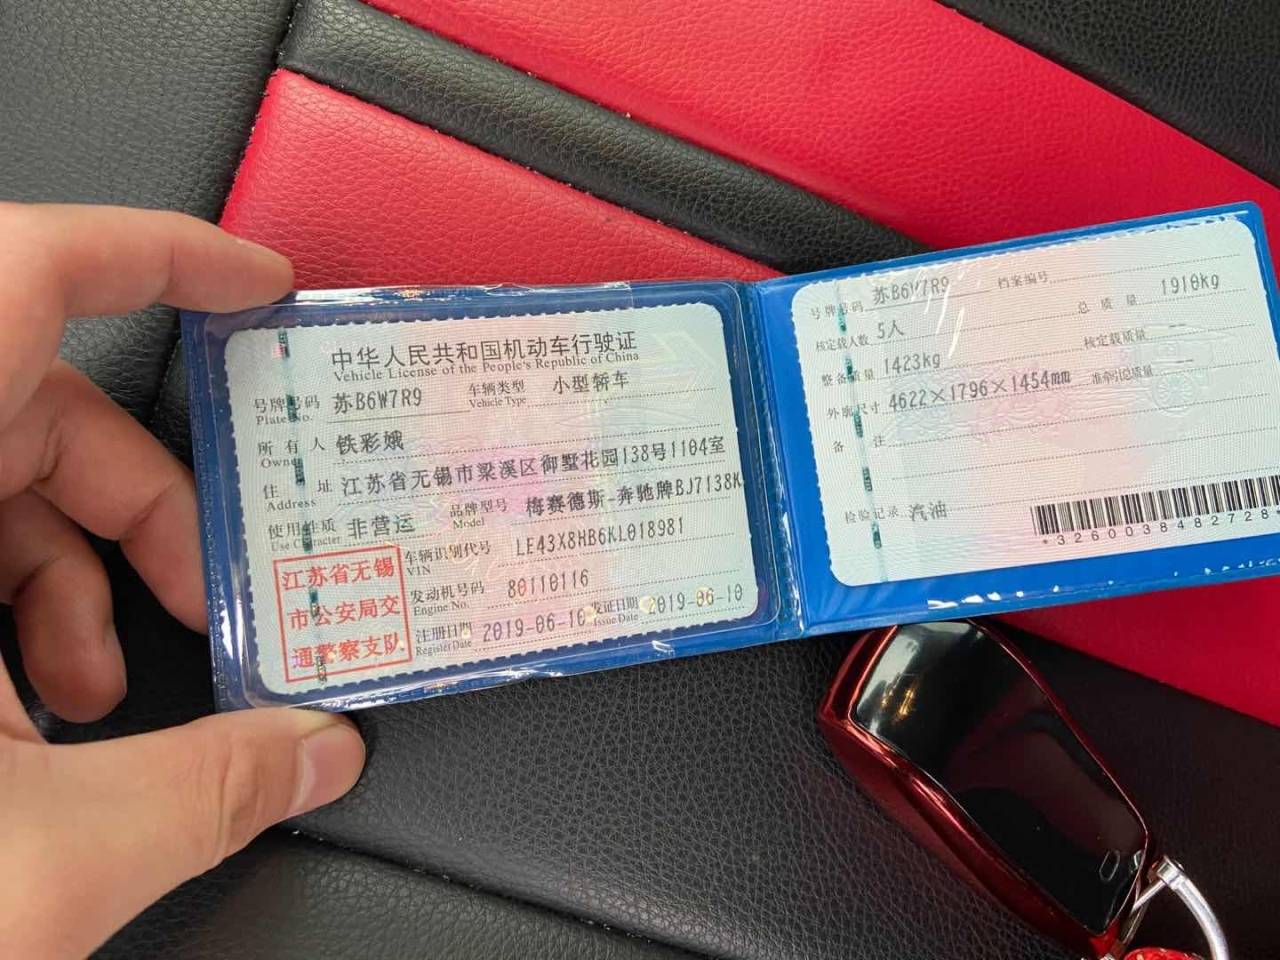 中华人民共和国机动车行驶证
Vehicle License of the People's Republic of China
号牌号码 苏B6W7R9 车辆类型 小型轿车
Plate No. Vehicle Type
所有人 铁彩娥
Owner
住址 江苏省无锡市梁溪区御墅花园138号1104室
Address
使用性质 非营运 品牌型号 梅赛德斯-奔驰牌BJ7138K
Use Character Model
江苏省无锡
市公安局交
通警察支队
车辆识别代号 LE43X8HB6KL018981
VIN
发动机号码 80110116
Engine No.
注册日期 2019-06-10 发证日期 2019-06-10
Register Date Issue Date
号牌号码 苏B6W7R9 档案编号
核定载人数 5人 总质量 1910kg
整备质量 1423kg 核定载质量 --
外廓尺寸 4622×1796×1454mm 准牵引总质量 --
备注
检验记录 汽油
*3260038482728